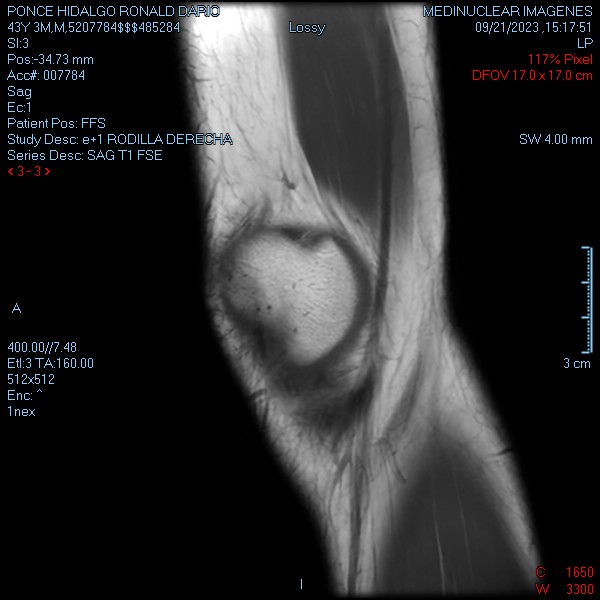 PONCE HIDALGO RONALD DARIO
43Y 3M,M,5207784$$$485284
Sl:3
Pos:-34.73 mm
Acc#: 007784
Sag
Ec:1
Patient Pos: FFS
Study Desc: e+1 RODILLA DERECHA
Series Desc: SAG T1 FSE
< 3 - 3 >
Lossy
MEDINUCLEAR IMAGENES
09/21/2023 ,15:17:51
LP
117% Pixel
DFOV 17.0 x 17.0 cm
SW 4.00 mm
A
400.00//7.48
Etl:3 TA:160.00
512x512
Enc: ^
1nex
3 cm
I
C 1650
W 3300